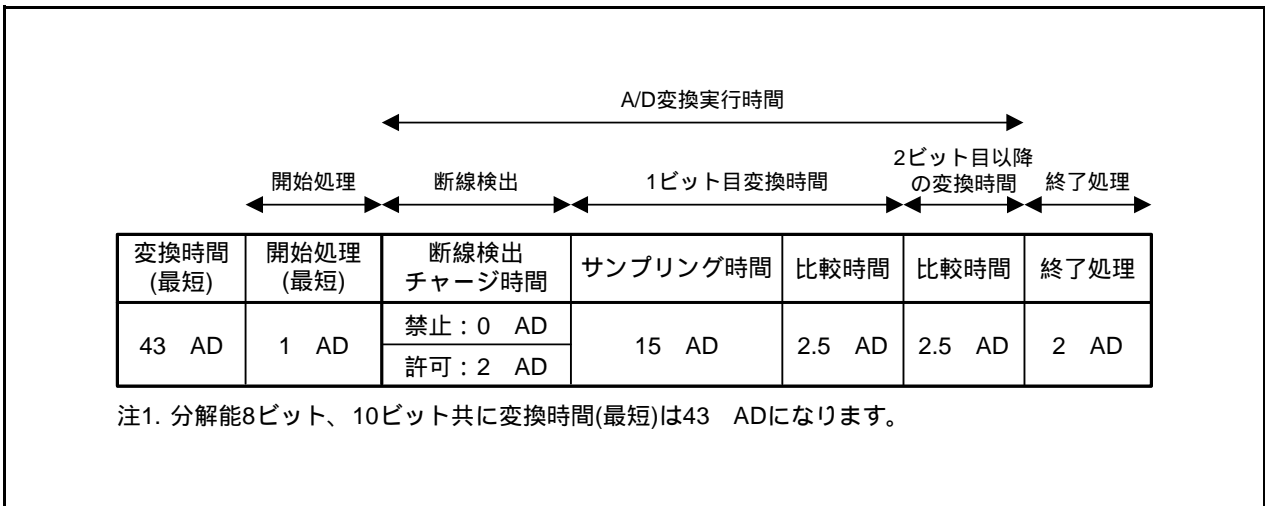 A/D変換実行時間
開始処理
断線検出
1ビット目変換時間
2ビット目以降
の変換時間
終了処理
変換時間
(最短)
開始処理
(最短)
断線検出
チャージ時間
サンプリング時間
比較時間
比較時間
終了処理
43 AD
1 AD
禁止：0 AD
許可：2 AD
15 AD
2.5 AD
2.5 AD
2 AD
注1. 分解能8ビット、10ビット共に変換時間(最短)は43 ADになります。